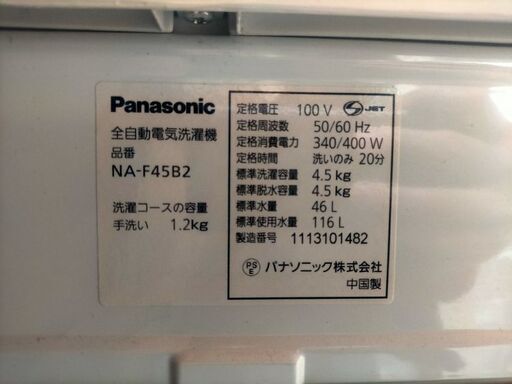 Panasonic
全自動電気洗濯機
品番
NA-F45B2
洗濯コースの容量
手洗い 1.2kg
定格電圧 100 V S JET
定格周波数 50/60 Hz
定格消費電力 340/400 W
定格時間 洗いのみ 20分
標準洗濯容量 4.5 kg
標準脱水容量 4.5 kg
標準水量 46 L
標準使用水量 116 L
製造番号 1113101482
PS E パナソニック株式会社
中国製